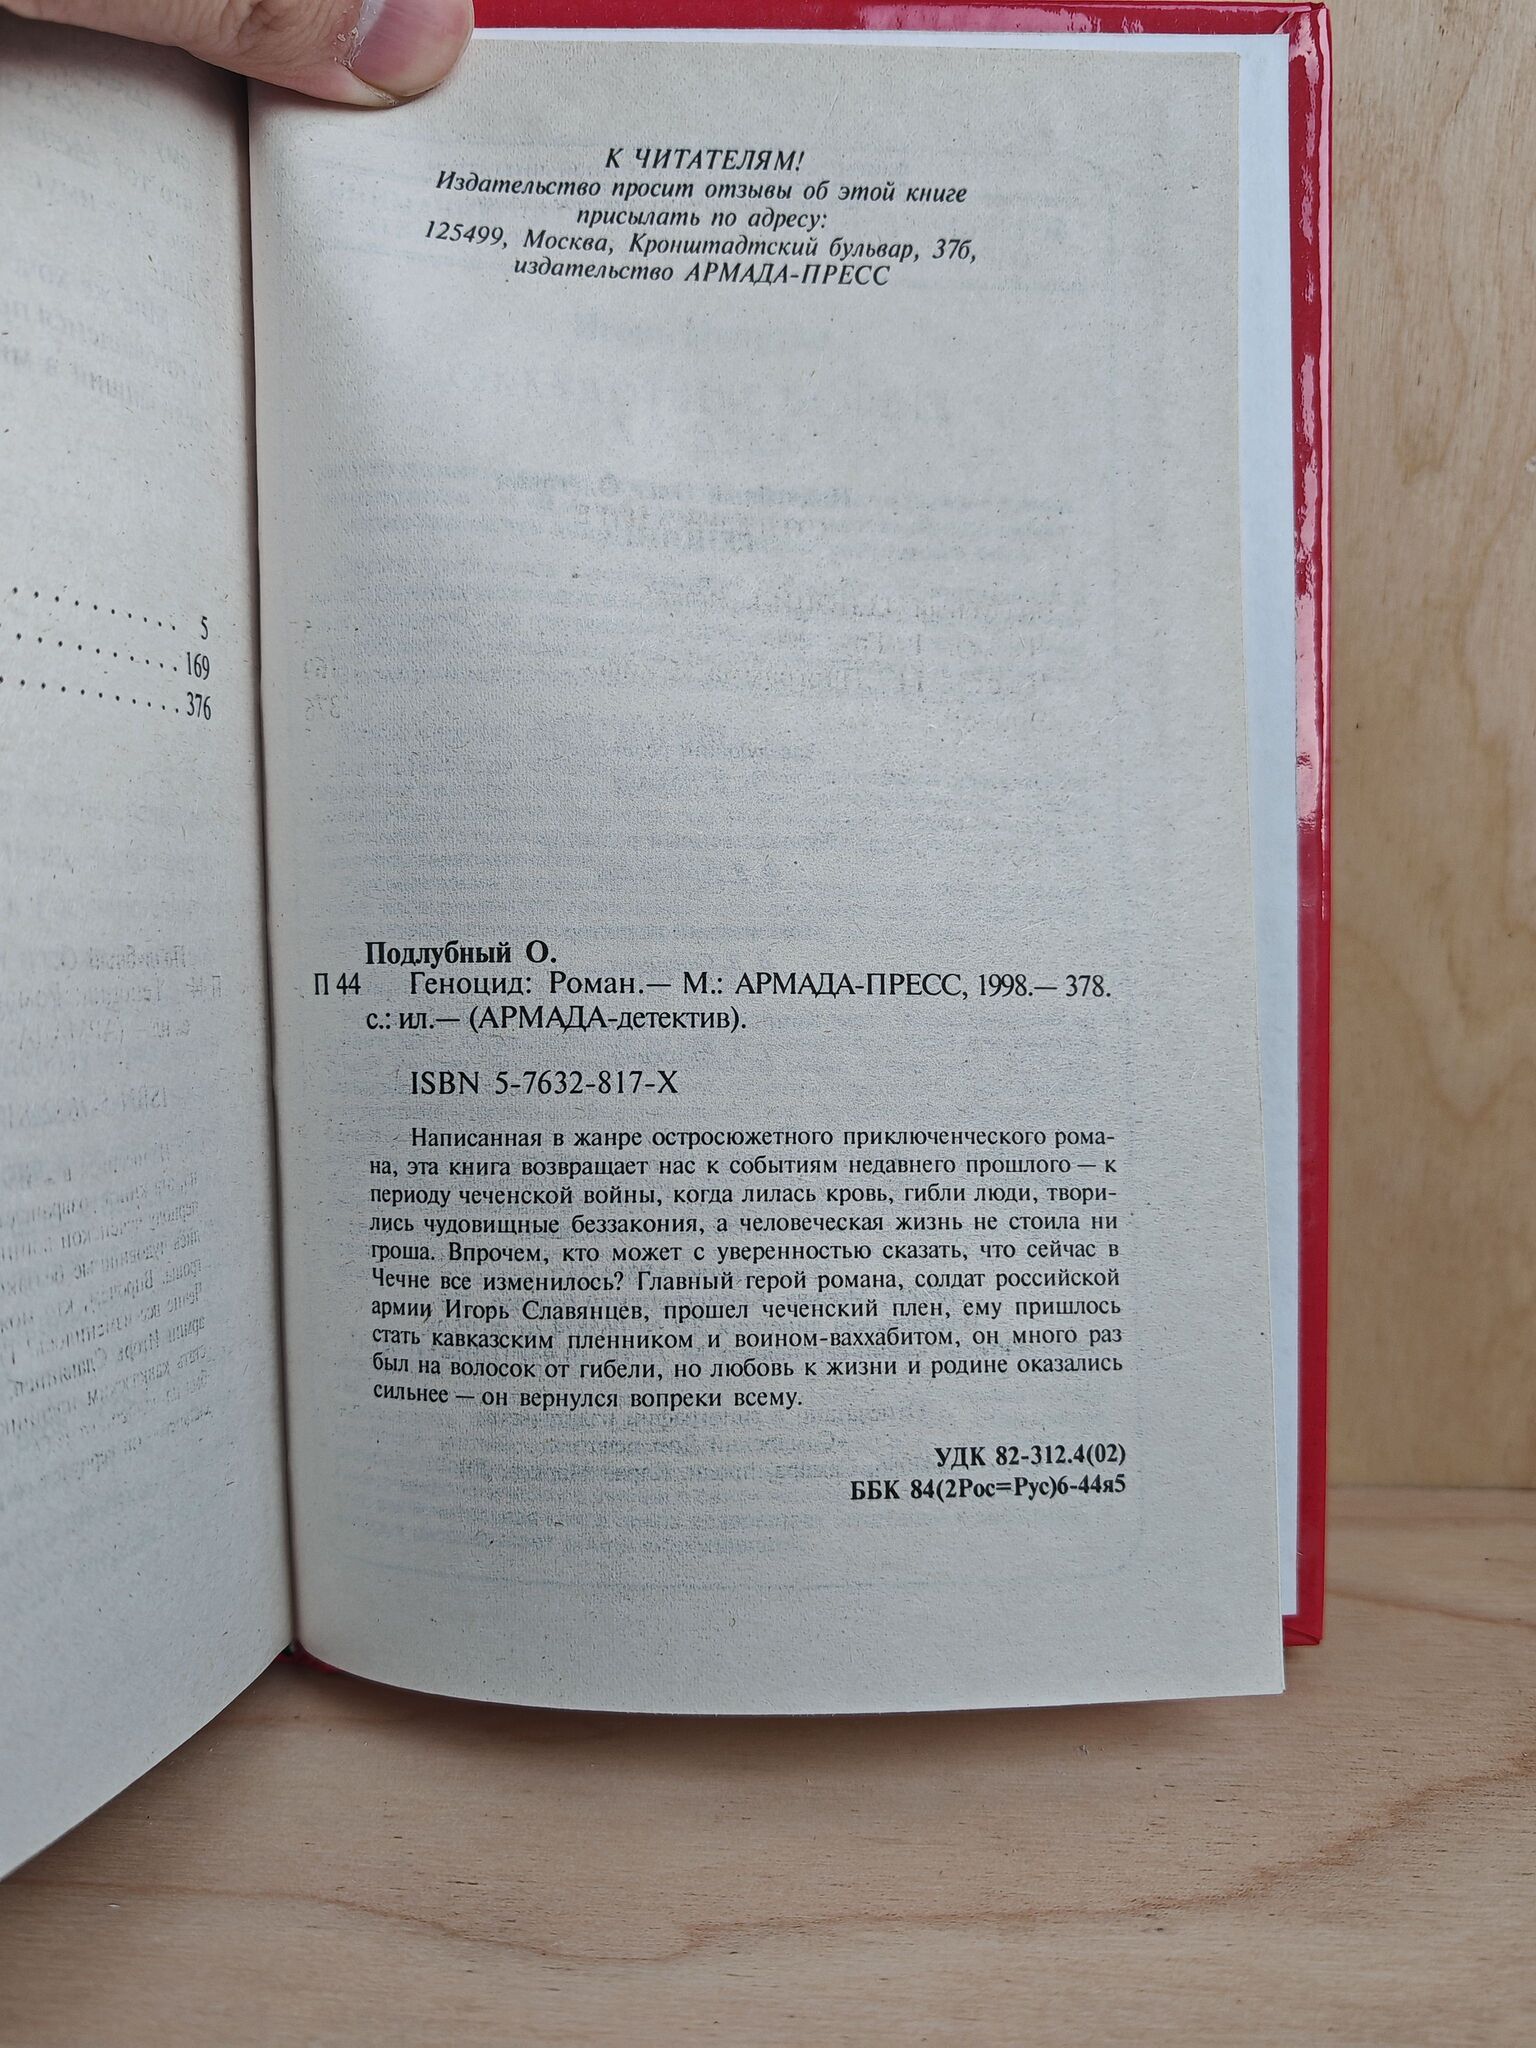 5
169
376
К ЧИТАТЕЛЯМ!
Издательство просит отзывы об этой книге
присылать по адресу:
125499, Москва, Кронштадтский бульвар, 37б,
издательство АРМАДА-ПРЕСС
Подлубный О.
П 44 Геноцид: Роман.— М.: АРМАДА-ПРЕСС, 1998.— 378.
с.: ил.— (АРМАДА-детектив).
ISBN 5-7632-817-X
Написанная в жанре остросюжетного приключенческого рома-
на, эта книга возвращает нас к событиям недавнего прошлого — к
периоду чеченской войны, когда лилась кровь, гибли люди, твори-
лись чудовищные беззакония, а человеческая жизнь не стоила ни
гроша. Впрочем, кто может с уверенностью сказать, что сейчас в
Чечне все изменилось? Главный герой романа, солдат российской
армии Игорь Славянцев, прошел чеченский плен, ему пришлось
стать кавказским пленником и воином-ваххабитом, он много раз
был на волосок от гибели, но любовь к жизни и родине оказались
сильнее — он вернулся вопреки всему.
УДК 82-312.4(02)
ББК 84(2Рос=Рус)6-44я5